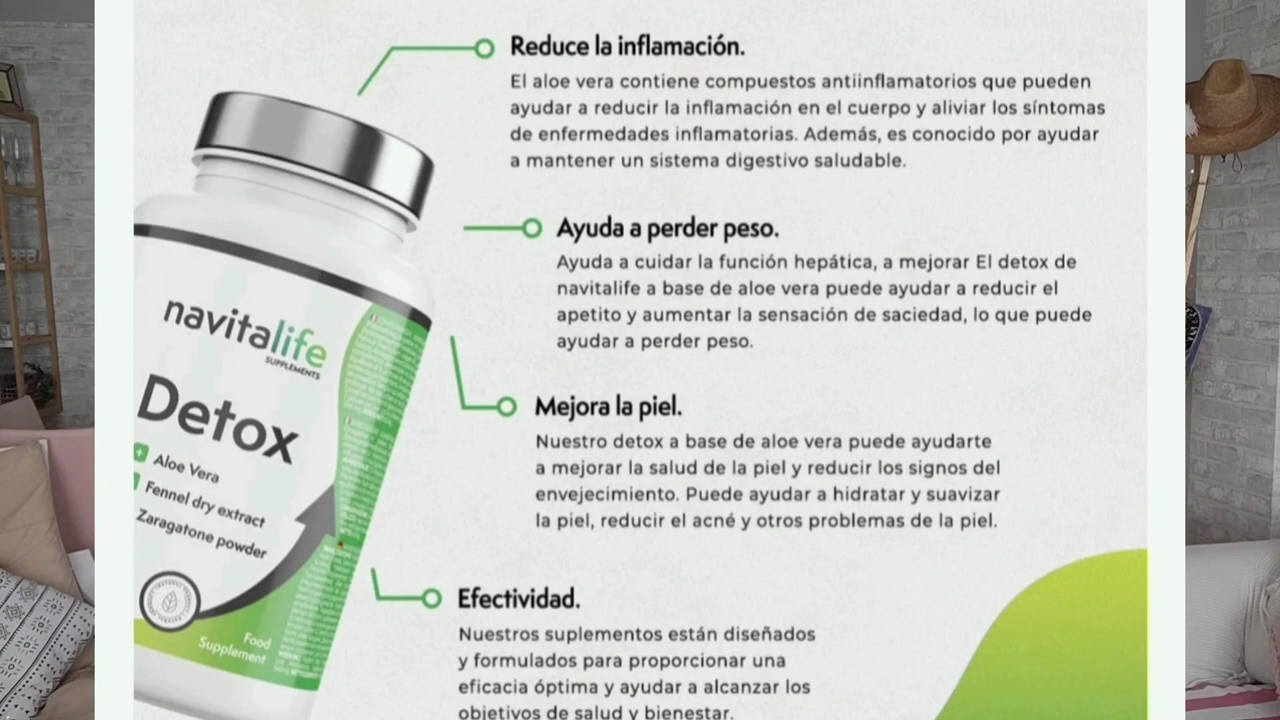 Reduce la inflamación.
El aloe vera contiene compuestos antiinflamatorios que pueden
ayudar a reducir la inflamación en el cuerpo y aliviar los síntomas
de enfermedades inflamatorias. Además, es conocido por ayudar
a mantener un sistema digestivo saludable.
Ayuda a perder peso.
Ayuda a cuidar la función hepática, a mejorar El detox de
navitalife a base de aloe vera puede ayudar a reducir el
apetito y aumentar la sensación de saciedad, lo que puede
ayudar a perder peso.
Mejora la piel.
Nuestro detox a base de aloe vera puede ayudarte
a mejorar la salud de la piel y reducir los signos del
envejecimiento. Puede ayudar a hidratar y suavizar
la piel, reducir el acné y otros problemas de la piel.
Efectividad.
Nuestros suplementos están diseñados
y formulados para proporcionar una
eficacia óptima y ayudar a alcanzar los
objetivos de salud y bienestar.
navitalife
SUPPLEMENTS
Detox
Aloe Vera
Fennel dry extract
Zaragatone powder
Food
Supplement